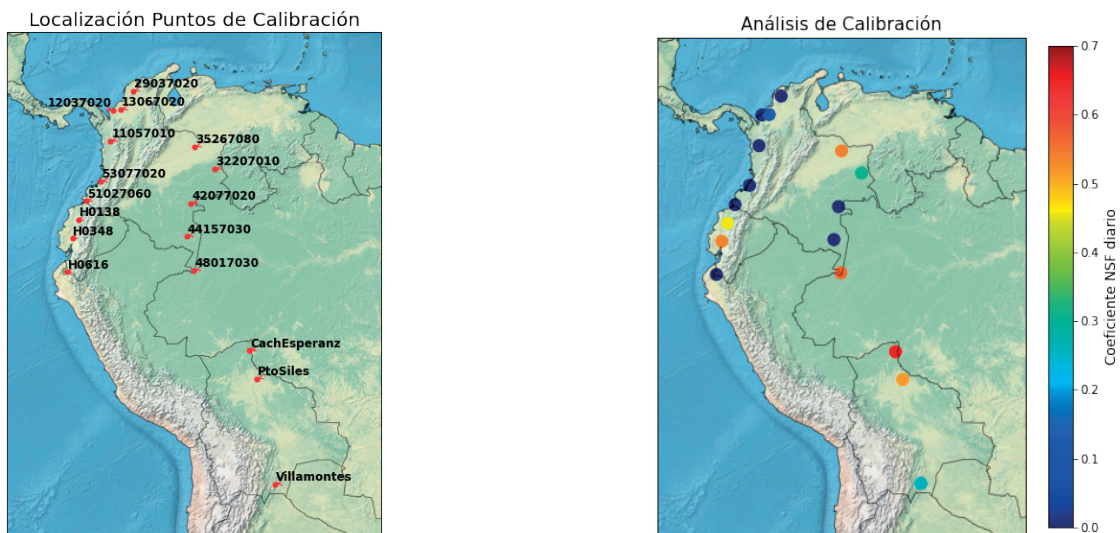 Localización Puntos de Calibración
29037020
12037020
13067020
11057010
35267080
32207010
53077020
51027060
42077020
H0138
H0348
44157030
H0616
48017030
CachEsperanz
PtoSiles
Villamontes
Análisis de Calibración
0.7
0.6
0.5
0.4
0.3
0.2
0.1
0.0
Coeficiente NSF diario